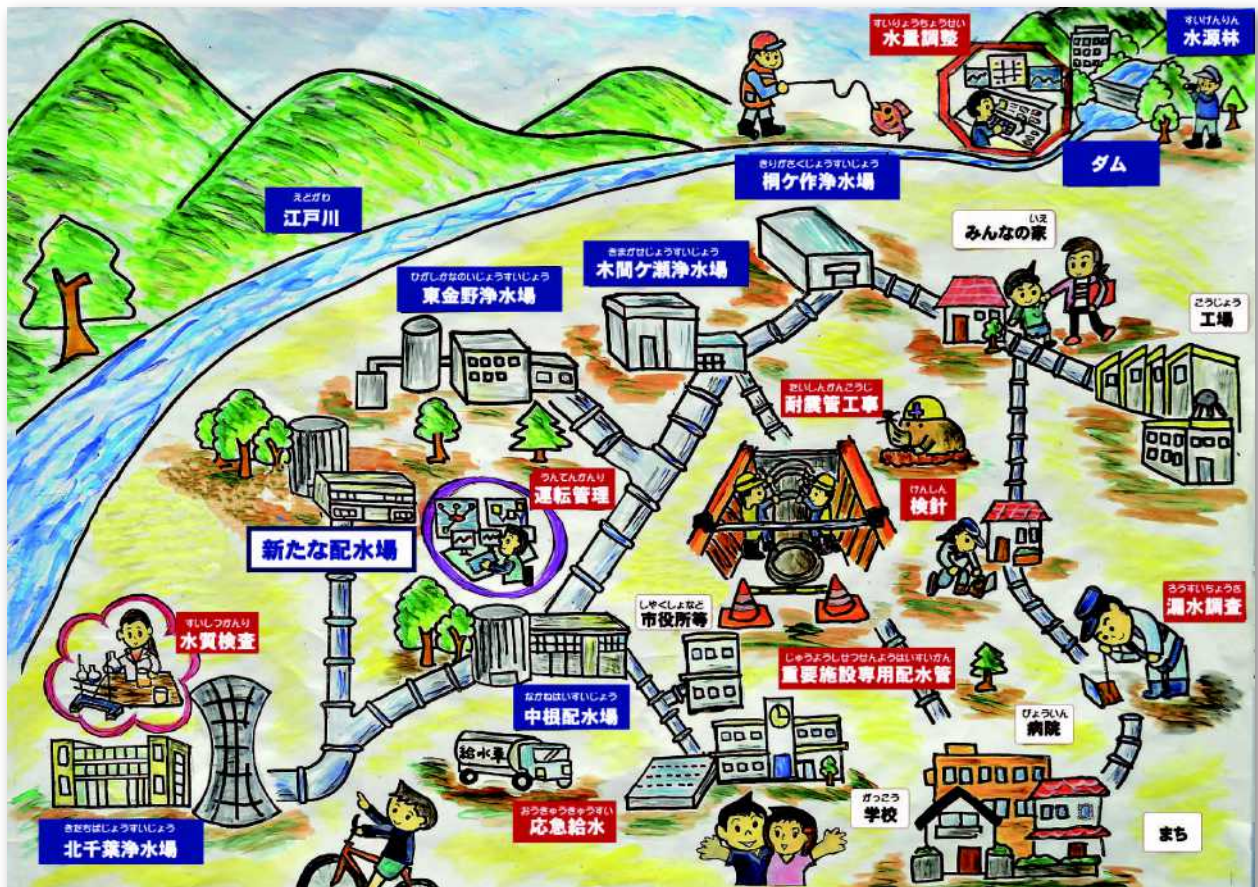 すいりょうちょうせい
水量調整
すいげんりん
水源林
きりがさくじょうすいじょう
桐ケ作浄水場
ダム
えどがわ
江戸川
いえ
みんなの家
きまがせじょうすいじょう
木間ケ瀬浄水場
ひがしかなのいじょうすいじょう
東金野浄水場
こうじょう
工場
たいしんかんこうじ
耐震管工事
うんてんかんり
運転管理
けんしん
検針
新たな配水場
ろうすいちょうさ
漏水調査
すいしつかんり
水質検査
しやくしょなど
市役所等
じゅうようしせつせんようはいすいかん
重要施設専用配水管
なかねはいすいじょう
中根配水場
びょういん
病院
給水車
おうきゅうきゅうすい
応急給水
がっこう
学校
まち
きたちばじょうすいじょう
北千葉浄水場